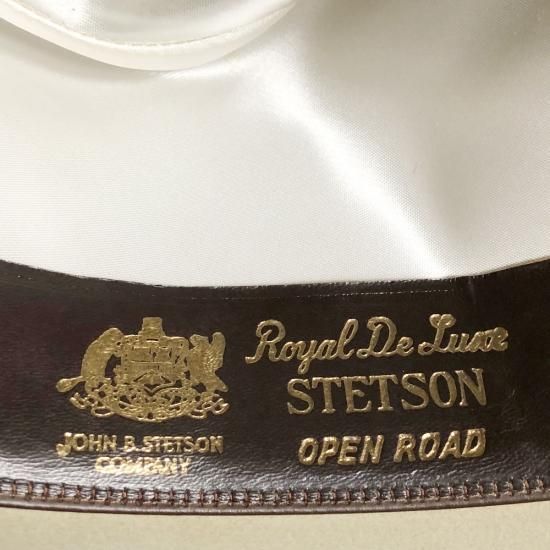 Royal De Luxe
STETSON
OPEN ROAD
JOHN B. STETSON
COMPANY